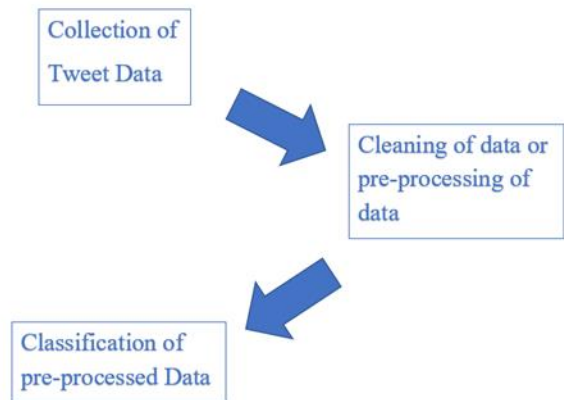 Collection of
Tweet Data
Cleaning of data or
pre-processing of
data
Classification of
pre-processed Data